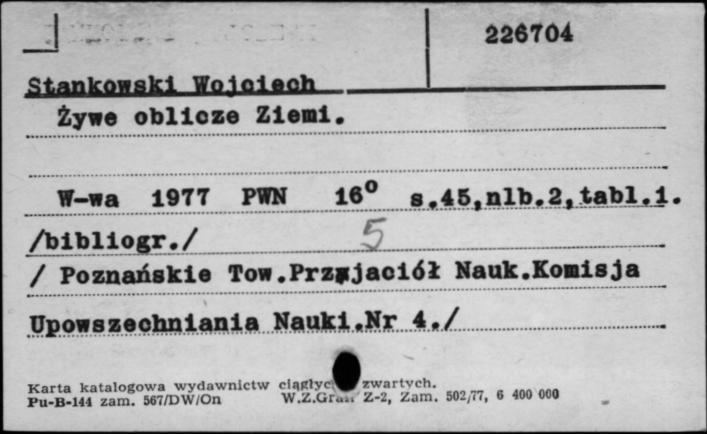 226704
Stankowski Wojciech
Żywe oblicze Ziemi.
W-wa 1977 PWN 16° s.45,nlb.2,tabl.1.
/bibliogr./ 5
/ Poznańskie Tow.Przyjaciół Nauk.Komisja
Upowszechniania Nauki.Nr 4./
Karta katalogowa wydawnictw zwartych.
Pu-B-144 zam. 567/DW/On W.Z.Graf. Z-2, Zam. 502/77, 6 400 000